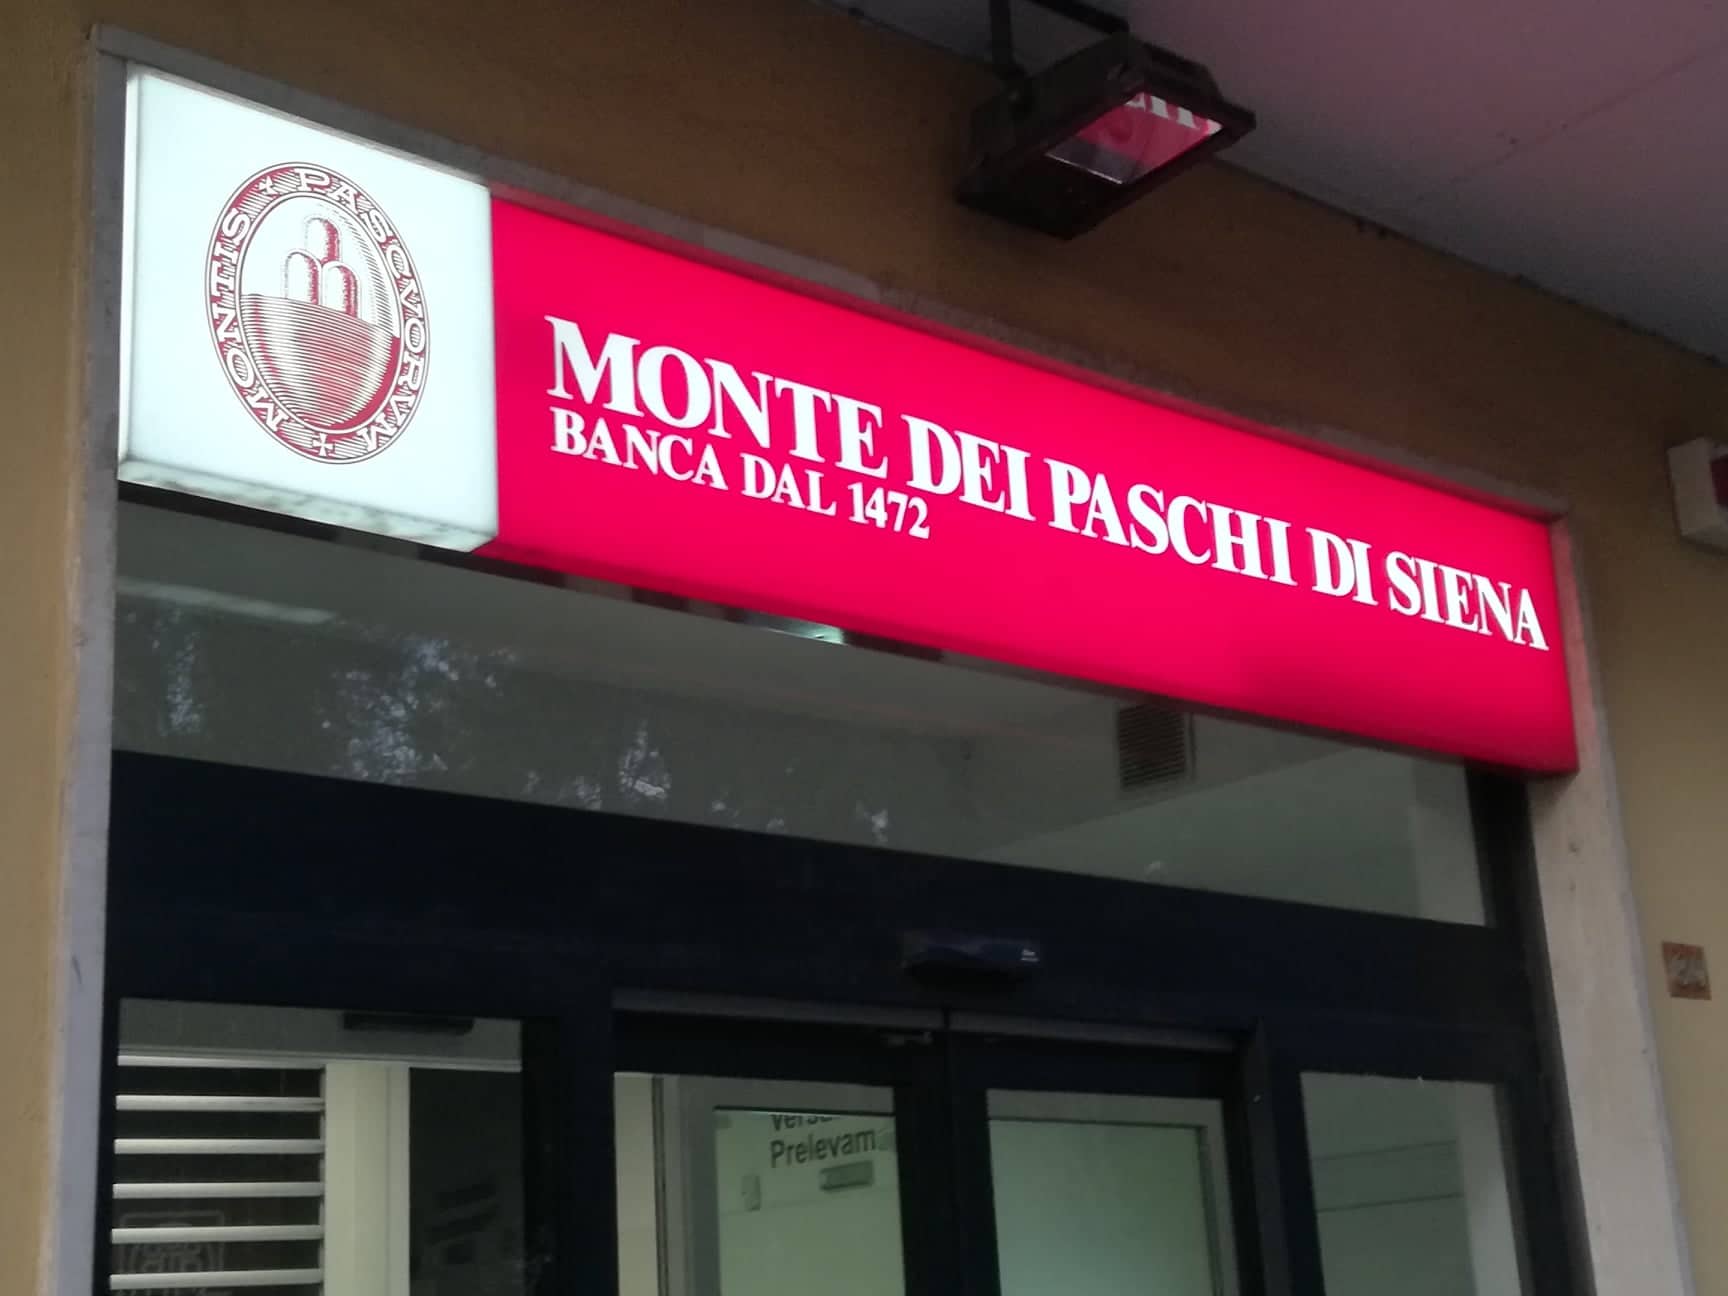 MONTIS PASCVORVM
MONTE DEI PASCHI DI SIENA
BANCA DAL 1472
Prelevam